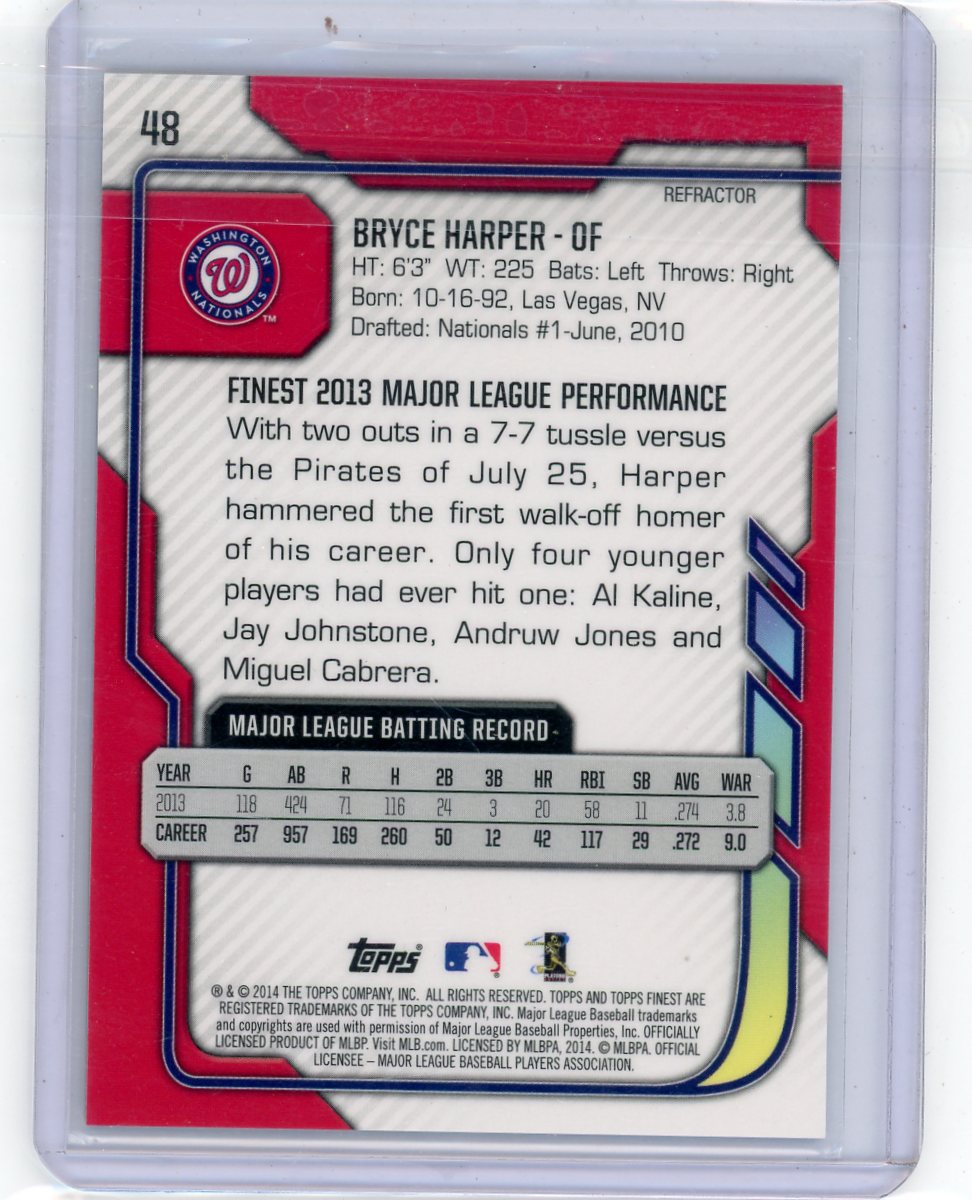 48
REFRACTOR
WASHINGTON
W
NATIONALS
TM
BRYCE HARPER - OF
HT: 6'3" WT: 225 Bats: Left Throws: Right
Born: 10-16-92, Las Vegas, NV
Drafted: Nationals #1-June, 2010
FINEST 2013 MAJOR LEAGUE PERFORMANCE
With two outs in a 7-7 tussle versus
the Pirates of July 25, Harper
hammered the first walk-off homer
of his career. Only four younger
players had ever hit one: Al Kaline,
Jay Johnstone, Andruw Jones and
Miguel Cabrera.
MAJOR LEAGUE BATTING RECORD
YEAR G AB R H 2B 3B HR RBI SB AVG WAR
2013 118 424 71 116 24 3 20 58 11 .274 3.8
CAREER 257 957 169 260 50 12 42 117 29 .272 9.0
topps®
® & © 2014 THE TOPPS COMPANY, INC. ALL RIGHTS RESERVED. TOPPS AND TOPPS FINEST ARE
REGISTERED TRADEMARKS OF THE TOPPS COMPANY, INC. Major League Baseball trademarks
and copyrights are used with permission of Major League Baseball Properties, Inc. OFFICIALLY
LICENSED PRODUCT OF MLBP. Visit MLB.com. LICENSED BY MLBPA, 2014. © MLBPA. OFFICIAL
LICENSEE – MAJOR LEAGUE BASEBALL PLAYERS ASSOCIATION.